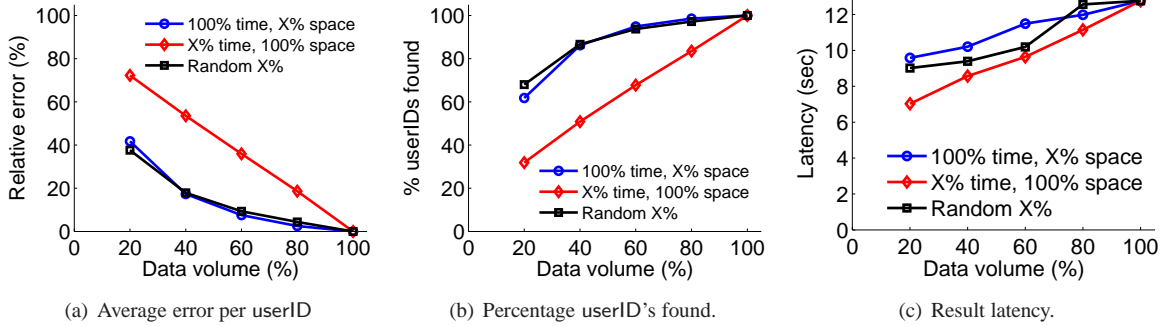 100
80
60
40
20
0
Relative error (%)
100% time, X% space
X% time, 100% space
Random X%
0 20 40 60 80 100
Data volume (%)
(a) Average error per userID
100
80
60
40
20
0
% userIDs found
100% time, X% space
X% time, 100% space
Random X%
0 20 40 60 80 100
Data volume (%)
(b) Percentage userID's found.
12
10
8
6
4
2
0
Latency (sec)
100% time, X% space
X% time, 100% space
Random X%
0 20 40 60 80 100
Data volume (%)
(c) Result latency.